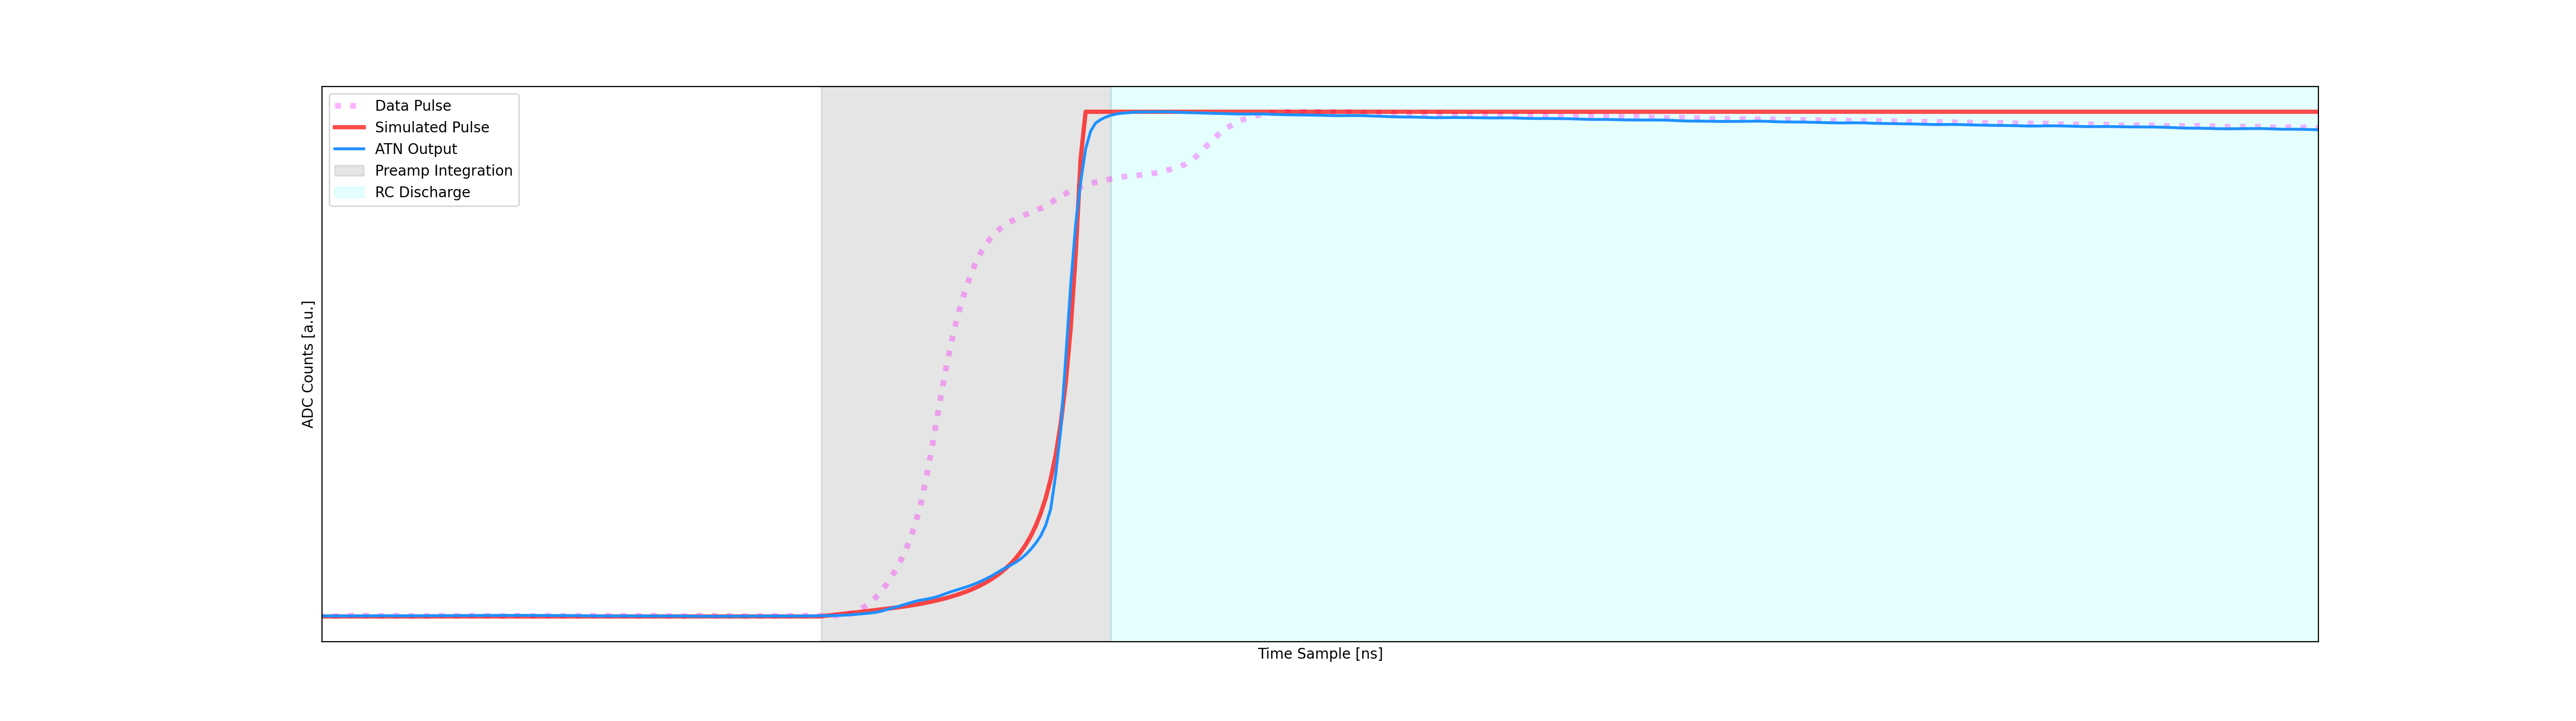 Data Pulse
Simulated Pulse
ATN Output
Preamp Integration
RC Discharge
ADC Counts [a.u.]
Time Sample [ns]